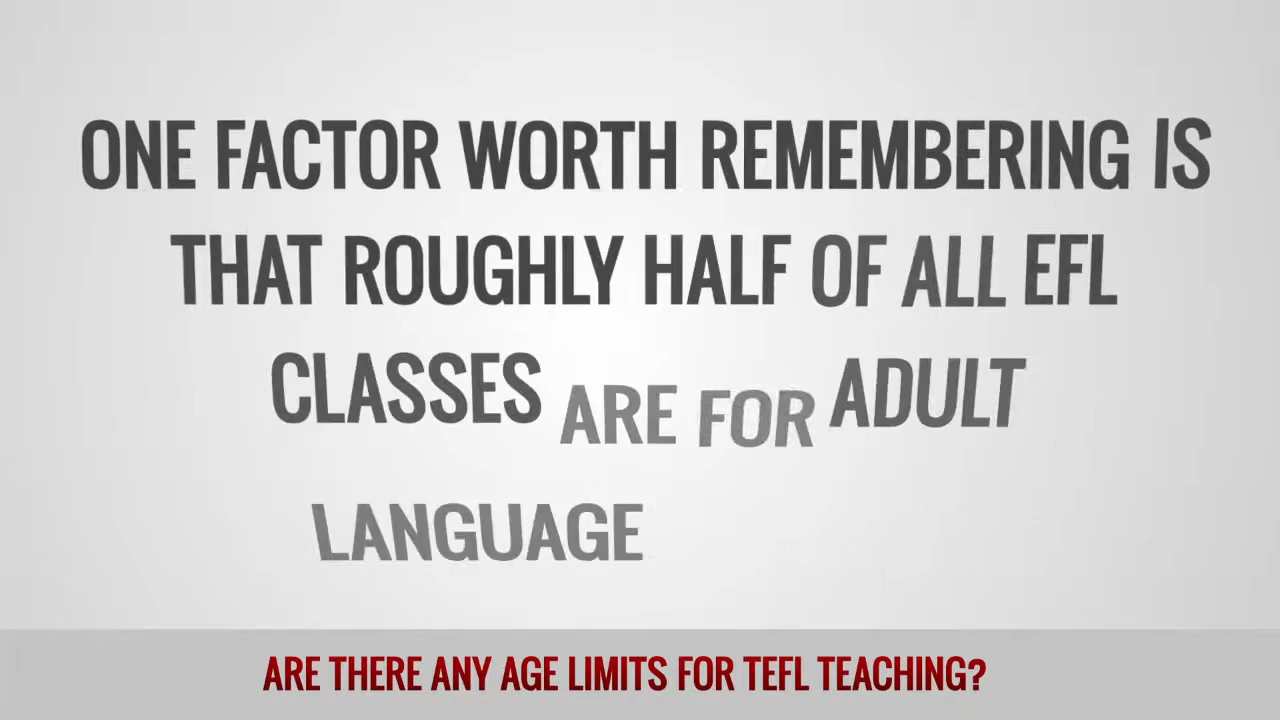 ONE FACTOR WORTH REMEMBERING IS
THAT ROUGHLY HALF OF ALL EFL
CLASSES ARE FOR ADULT
LANGUAGE
ARE THERE ANY AGE LIMITS FOR TEFL TEACHING?